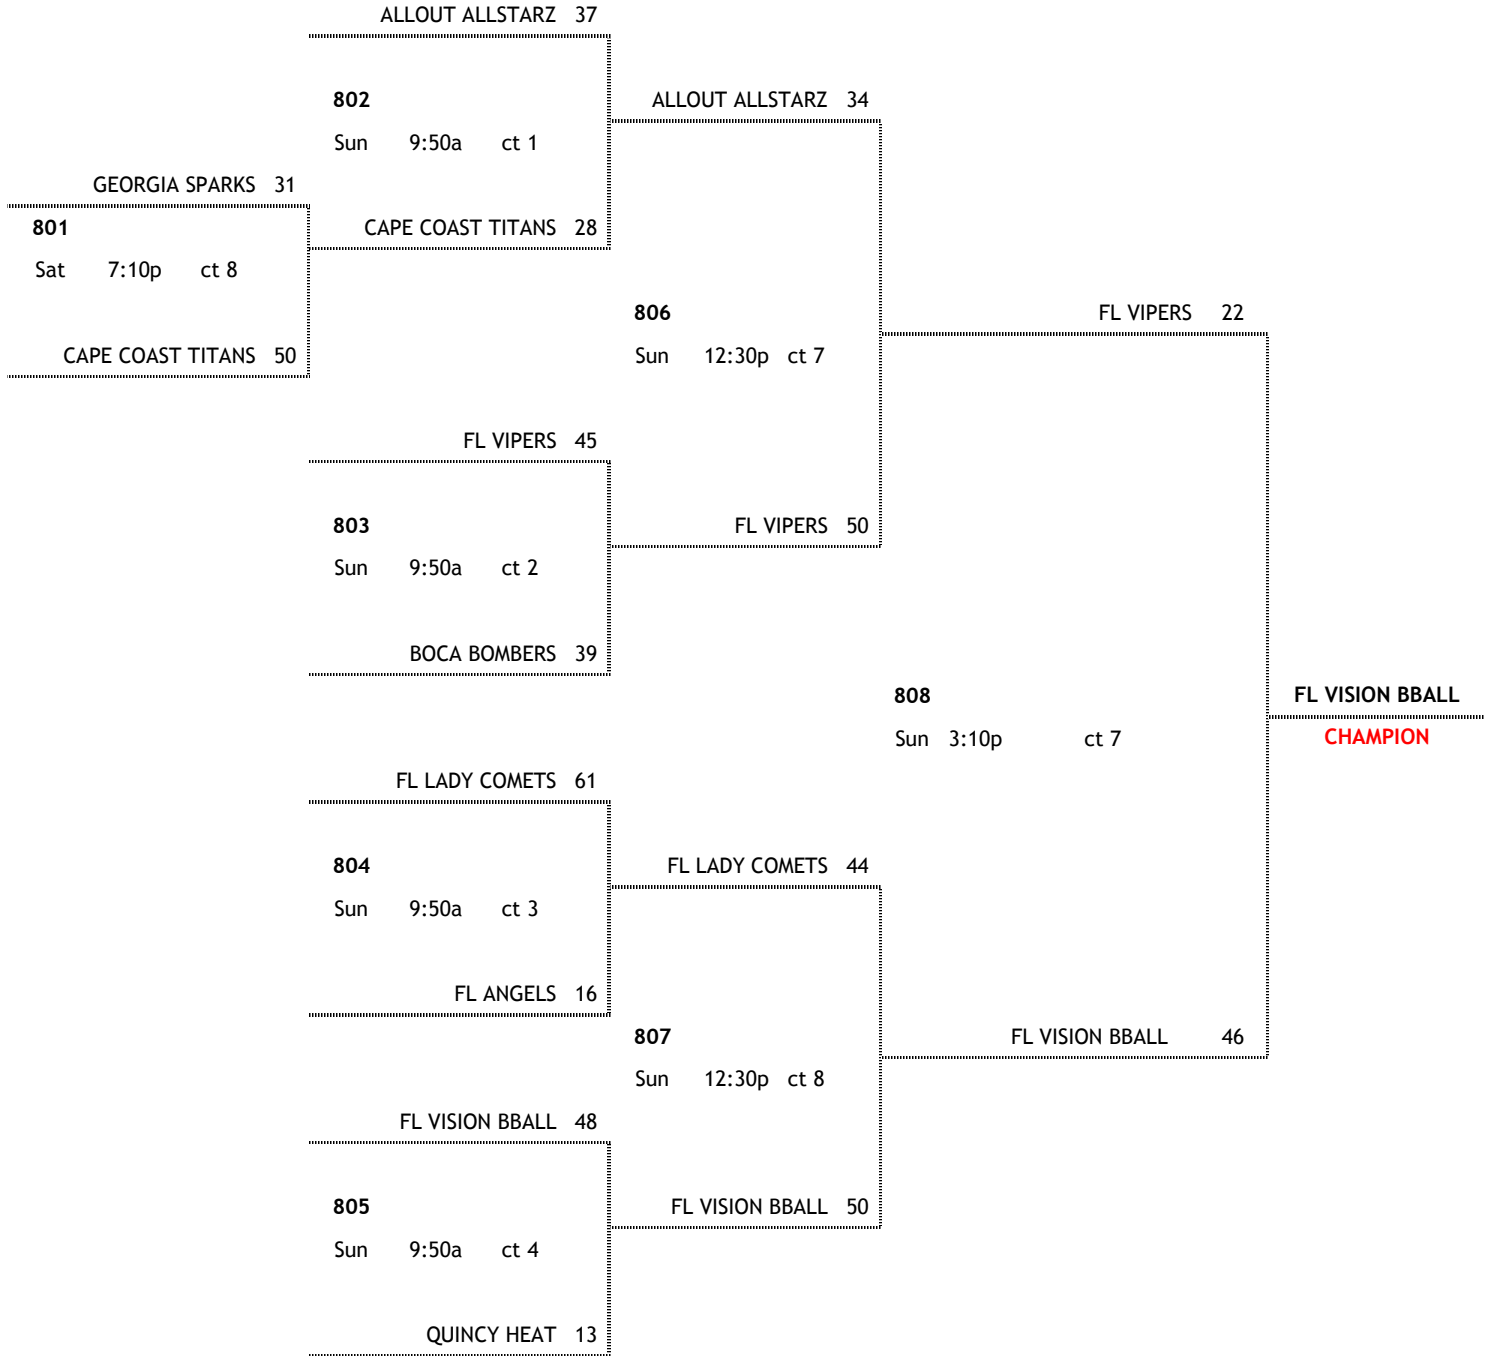 ALLOUT ALLSTARZ 37
802 ALLOUT ALLSTARZ 34
Sun 9:50a ct 1
GEORGIA SPARKS 31
801 CAPE COAST TITANS 28
Sat 7:10p ct 8
806 FL VIPERS 22
CAPE COAST TITANS 50 Sun 12:30p ct 7
FL VIPERS 45
803 FL VIPERS 50
Sun 9:50a ct 2
BOCA BOMBERS 39
808 FL VISION BBALL
Sun 3:10p ct 7 CHAMPION
FL LADY COMETS 61
804 FL LADY COMETS 44
Sun 9:50a ct 3
FL ANGELS 16
807 FL VISION BBALL 46
Sun 12:30p ct 8
FL VISION BBALL 48
805 FL VISION BBALL 50
Sun 9:50a ct 4
QUINCY HEAT 13